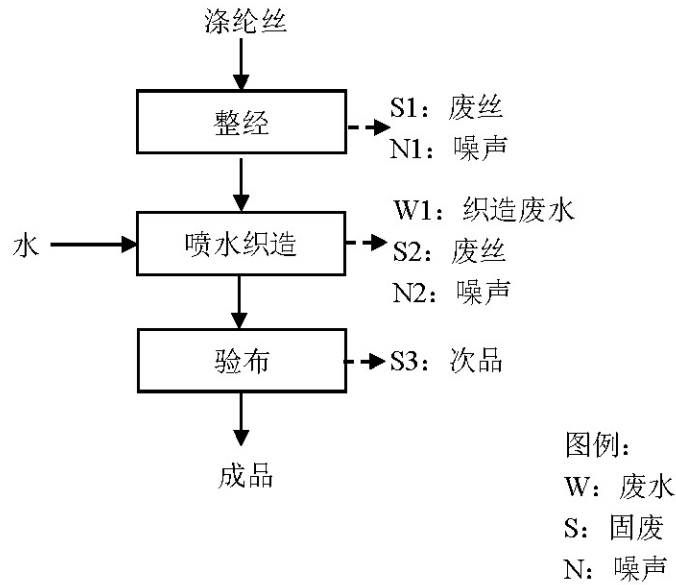 涤纶丝
整经
S1：废丝
N1：噪声
水
喷水织造
W1：织造废水
S2：废丝
N2：噪声
验布
S3：次品
成品
图例：
W：废水
S：固废
N：噪声